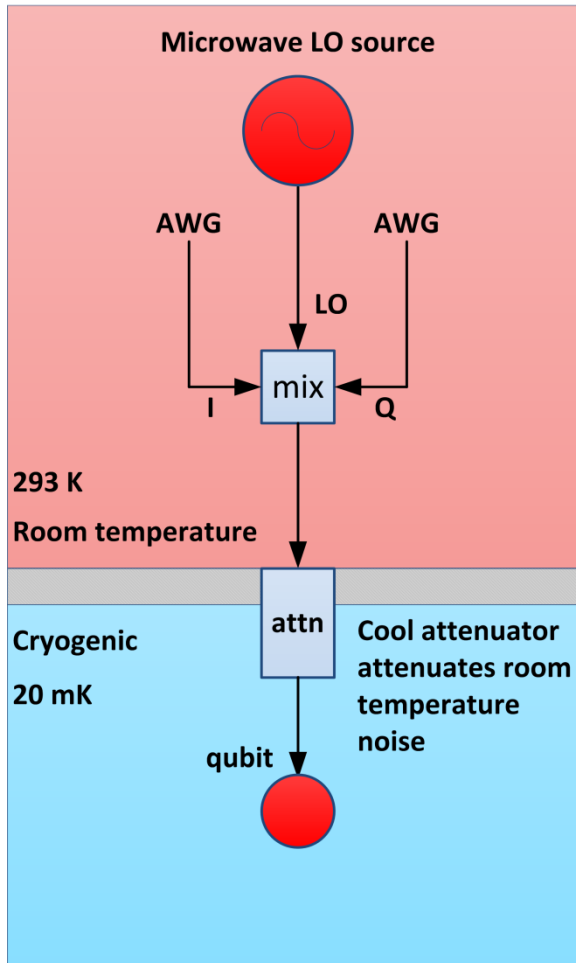 Microwave LO source
AWG
AWG
LO
mix
I
Q
293 K
Room temperature
attn
Cryogenic
20 mK
Cool attenuator
attenuates room
temperature
noise
qubit